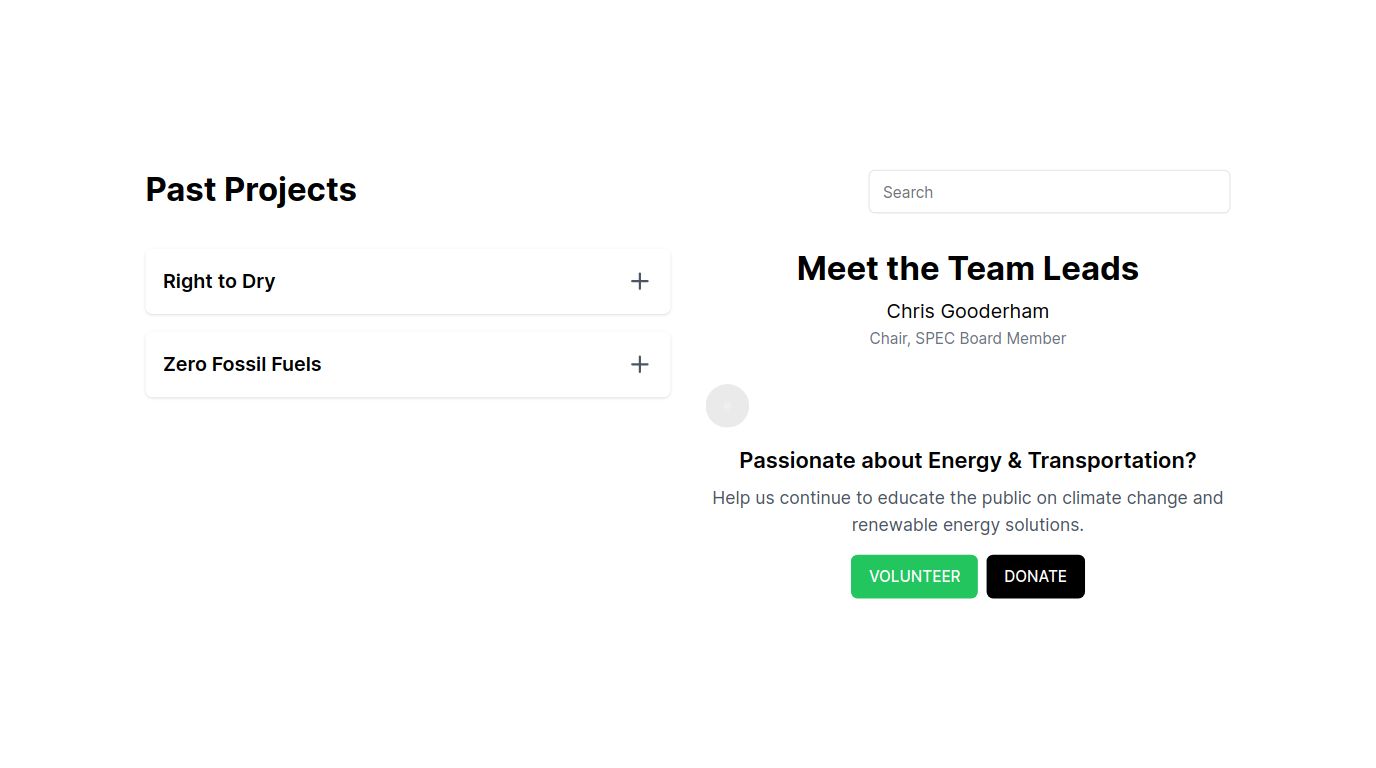 Past Projects
Search
Right to Dry
Zero Fossil Fuels
Meet the Team Leads
Chris Gooderham
Chair, SPEC Board Member
Passionate about Energy & Transportation?
Help us continue to educate the public on climate change and
renewable energy solutions.
VOLUNTEER
DONATE